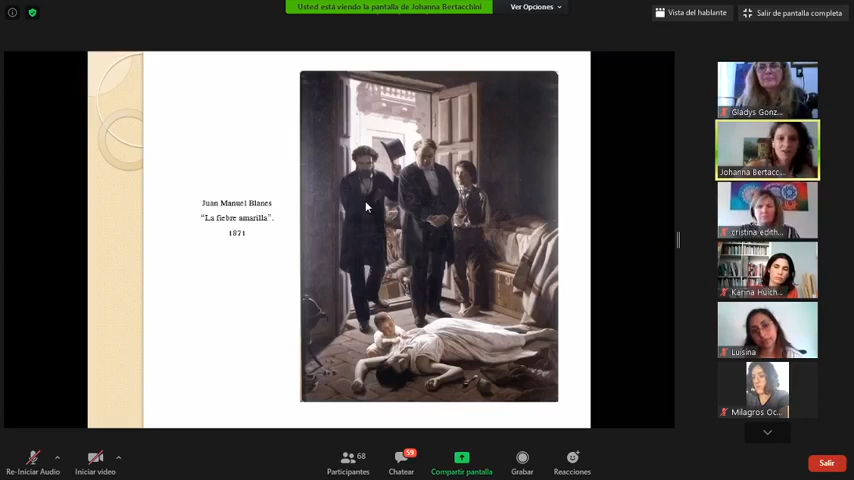 Usted está viendo la pantalla de Johanna Bertacchini
Ver Opciones
Vista del hablante
Salir de pantalla completa
Juan Manuel Blanes
“La fiebre amarilla”.
1871
Gladys Gonz...
Johanna Bertacc...
cristina edith...
Karina Hulch...
Luisina
Milagros Oc...
Re-Iniciar Audio
Iniciar video
68
Participantes
59
Chatear
Compartir pantalla
Grabar
Reacciones
Salir